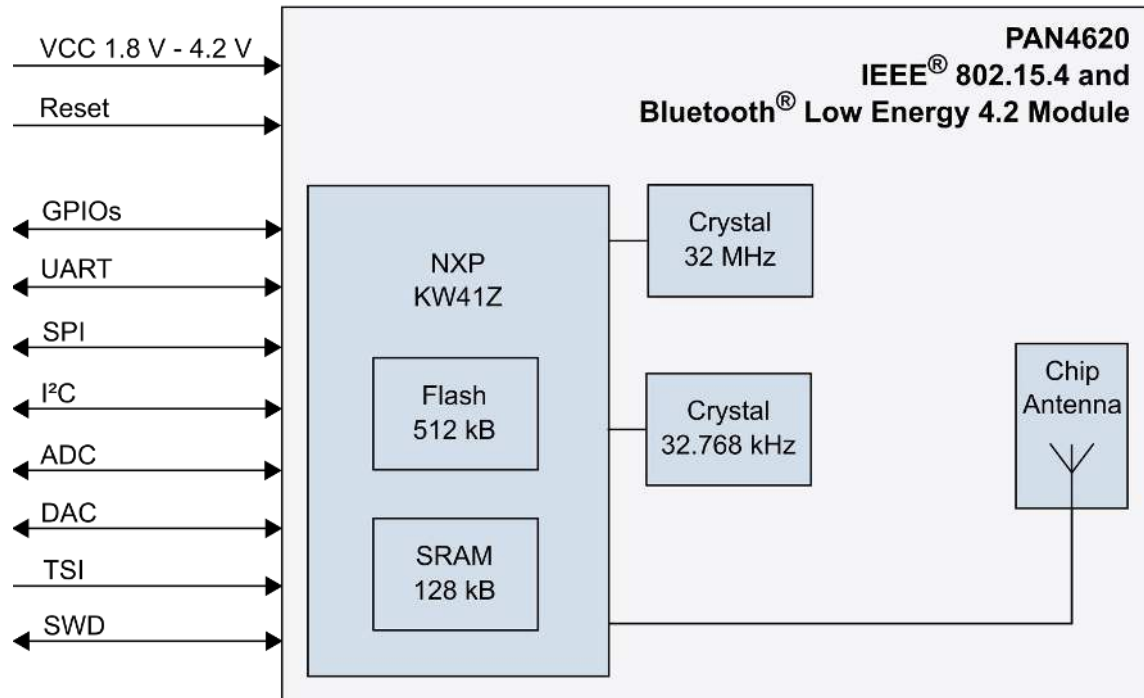 VCC 1.8 V - 4.2 V
Reset
GPIOs
UART
SPI
I²C
ADC
DAC
TSI
SWD
PAN4620
IEEE® 802.15.4 and
Bluetooth® Low Energy 4.2 Module
NXP
KW41Z
Flash
512 kB
SRAM
128 kB
Crystal
32 MHz
Crystal
32.768 kHz
Chip
Antenna